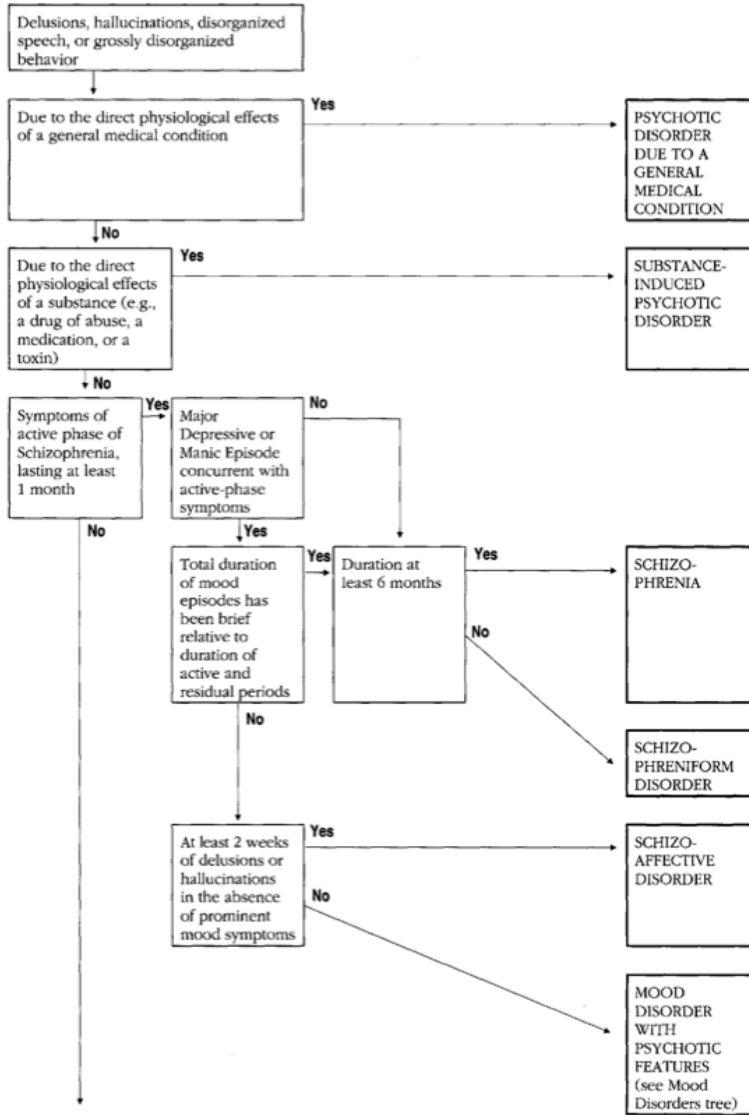 Delusions, hallucinations, disorganized
speech, or grossly disorganized
behavior
Due to the direct physiological effects
of a general medical condition
Yes
PSYCHOTIC
DISORDER
DUE TO A
GENERAL
MEDICAL
CONDITION
No
Due to the direct
physiological effects
of a substance (e.g.,
a drug of abuse, a
medication, or a
toxin)
Yes
SUBSTANCE-
INDUCED
PSYCHOTIC
DISORDER
No
Symptoms of
active phase of
Schizophrenia,
lasting at least
1 month
Yes
Major
Depressive or
Manic Episode
concurrent with
active-phase
symptoms
No
No
Yes
Total duration
of mood
episodes has
been brief
relative to
duration of
active and
residual periods
Yes
Duration at
least 6 months
Yes
SCHIZO-
PHRENIA
No
No
SCHIZO-
PHRENIFORM
DISORDER
At least 2 weeks
of delusions or
hallucinations
in the absence
of prominent
mood symptoms
Yes
SCHIZO-
AFFECTIVE
DISORDER
No
MOOD
DISORDER
WITH
PSYCHOTIC
FEATURES
(see Mood
Disorders tree)